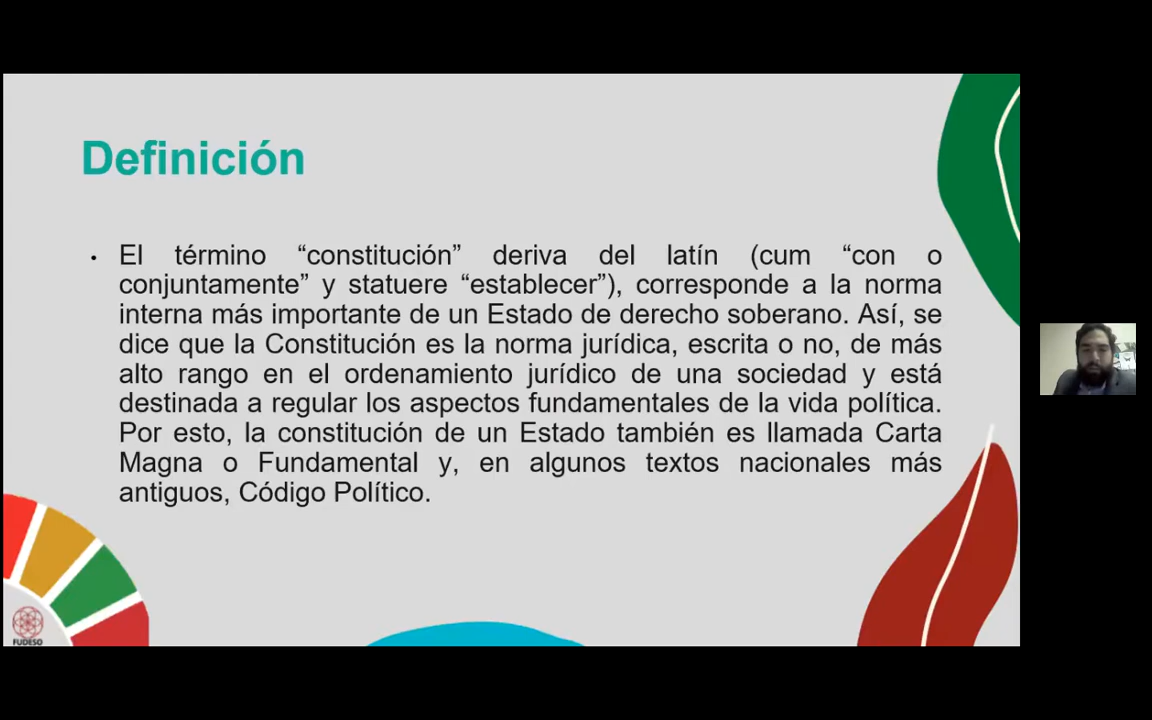 Definición
• El término “constitución” deriva del latín (cum “con o
conjuntamente” y statuere “establecer”), corresponde a la norma
interna más importante de un Estado de derecho soberano. Así, se
dice que la Constitución es la norma jurídica, escrita o no, de más
alto rango en el ordenamiento jurídico de una sociedad y está
destinada a regular los aspectos fundamentales de la vida política.
Por esto, la constitución de un Estado también es llamada Carta
Magna o Fundamental y, en algunos textos nacionales más
antiguos, Código Político.
FUDESO